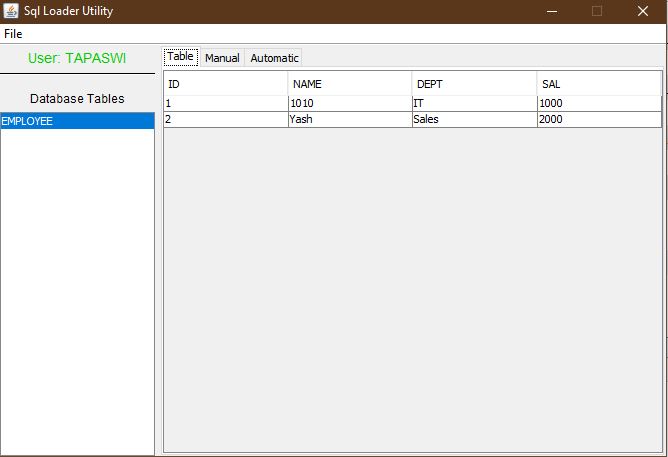 Sql Loader Utility
File
User: TAPASWI
Database Tables
EMPLOYEE
Table Manual Automatic
ID NAME DEPT SAL
1 1010 IT 1000
2 Yash Sales 2000